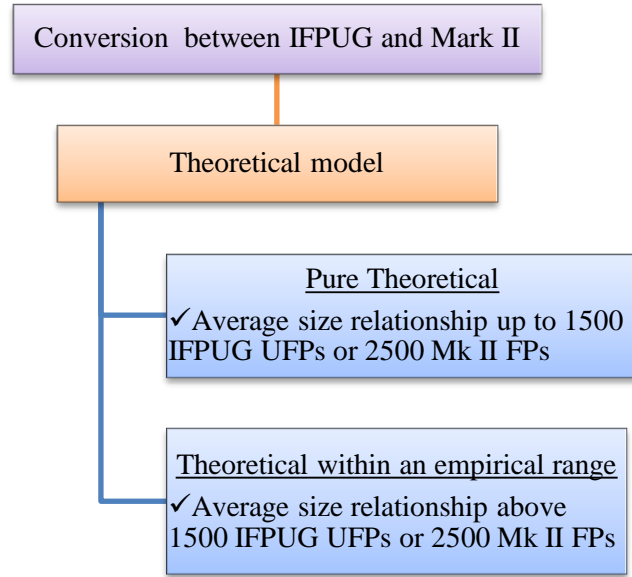 Conversion between IFPUG and Mark II
Theoretical model
Pure Theoretical
✓Average size relationship up to 1500
IFPUG UFPs or 2500 Mk II FPs
Theoretical within an empirical range
✓Average size relationship above
1500 IFPUG UFPs or 2500 Mk II FPs